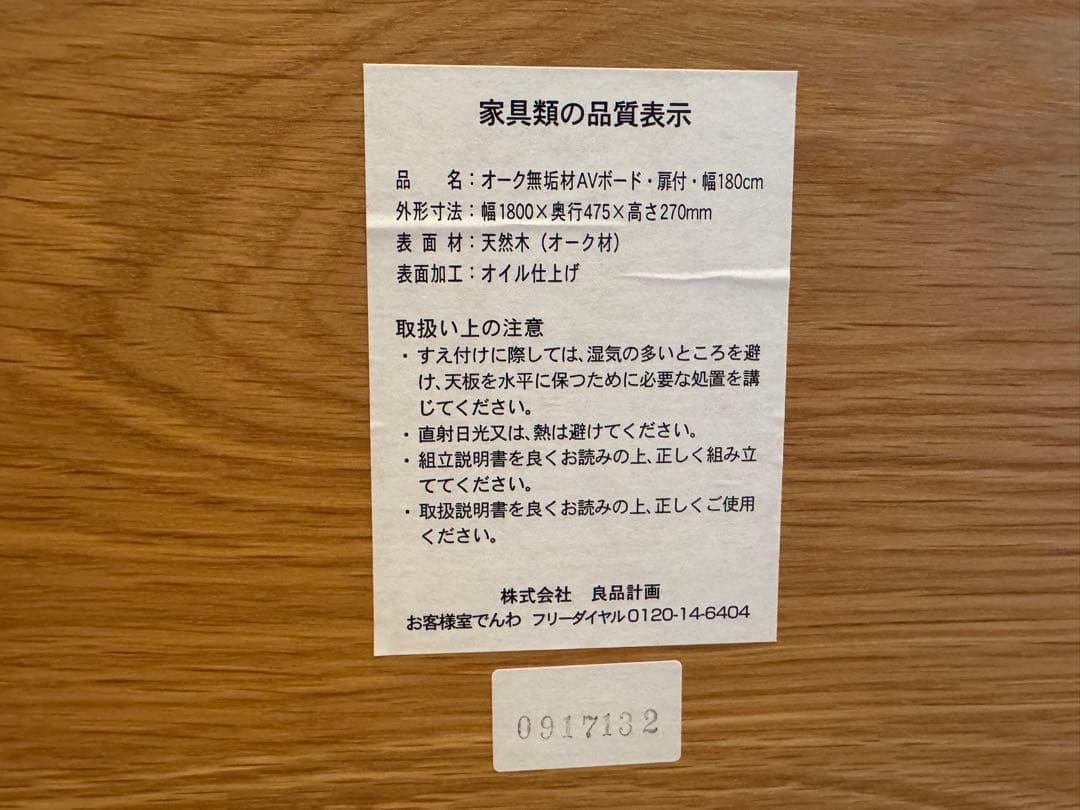 家具類の品質表示
品　　名：オーク無垢材AVボード・扉付・幅180cm
外形寸法：幅1800×奥行475×高さ270mm
表 面 材：天然木（オーク材）
表面加工：オイル仕上げ
取扱い上の注意
・すえ付けに際しては、湿気の多いところを避
け、天板を水平に保つために必要な処置を講
じてください。
・直射日光又は、熱は避けてください。
・組立説明書を良くお読みの上、正しく組み立
ててください。
・取扱説明書を良くお読みの上、正しくご使用
ください。
株式会社　良品計画
お客様室でんわ フリーダイヤル0120-14-6404
0917132